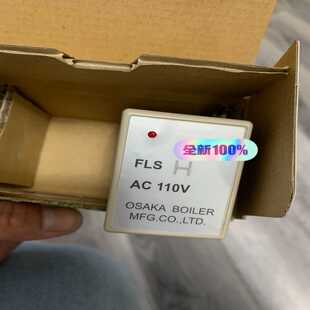 全新100%
FLS H
AC 110V
OSAKA BOILER
MFG.CO.,LTD.